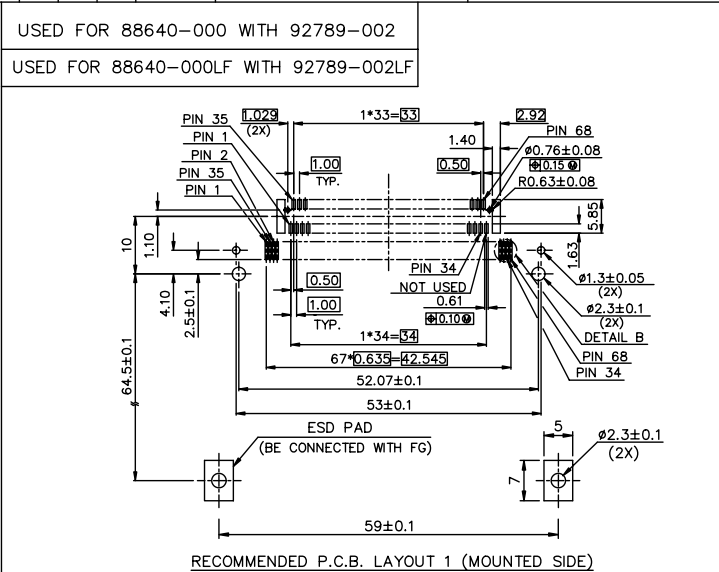 USED FOR 88640-000 WITH 92789-002
USED FOR 88640-000LF WITH 92789-002LF
PIN 35
1.029
(2X)
1*33=33
2.92
PIN 1
PIN 2
PIN 35
PIN 1
1.00
TYP.
1.40
0.50
PIN 68
ø0.76±0.08
⌖ 0.15 Ⓜ
R0.63±0.08
5.85
1.63
10
1.10
4.10
2.5±0.1
64.5±0.1
0.50
1.00
TYP.
PIN 34
NOT USED
0.61
⌖ 0.10 Ⓜ
1*34=34
67*0.635=42.545
52.07±0.1
53±0.1
ø1.3±0.05
(2X)
ø2.3±0.1
(2X)
DETAIL B
PIN 68
PIN 34
ESD PAD
(BE CONNECTED WITH FG)
5
7
ø2.3±0.1
(2X)
59±0.1
RECOMMENDED P.C.B. LAYOUT 1 (MOUNTED SIDE)